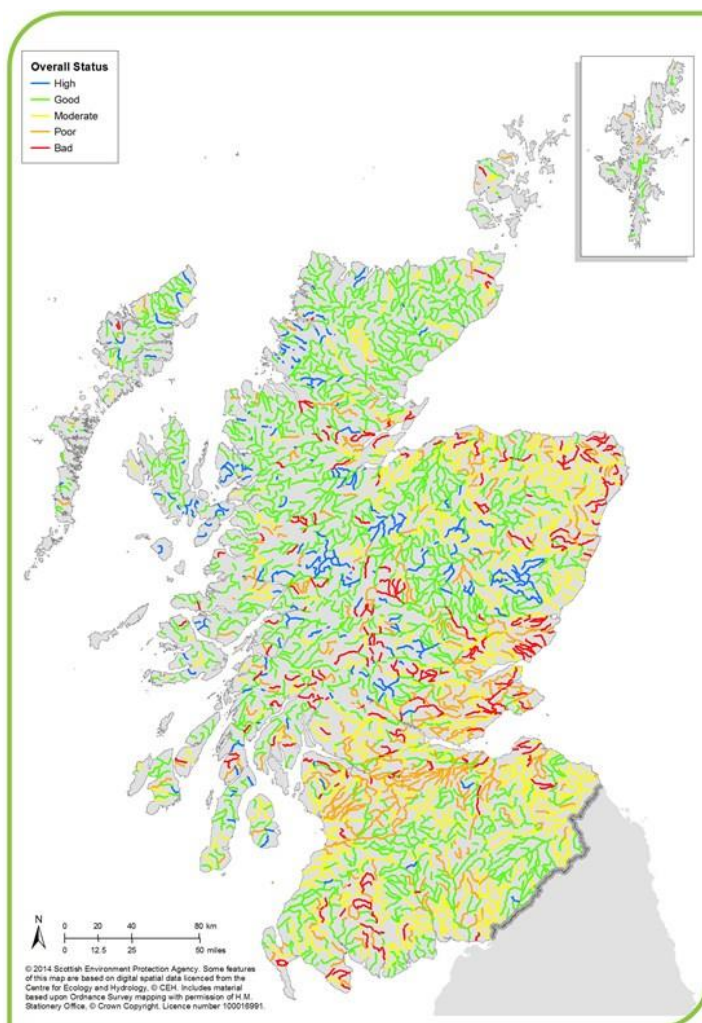 Overall Status
High
Good
Moderate
Poor
Bad
N
0 20 40 80 km
0 12.5 25 50 miles
© 2014 Scottish Environment Protection Agency. Some features
of this map are based on digital spatial data licenced from the
Centre for Ecology and Hydrology, © CEH. Includes material
based upon Ordnance Survey mapping with permission of H.M.
Stationery Office, © Crown Copyright. Licence number 100016991.